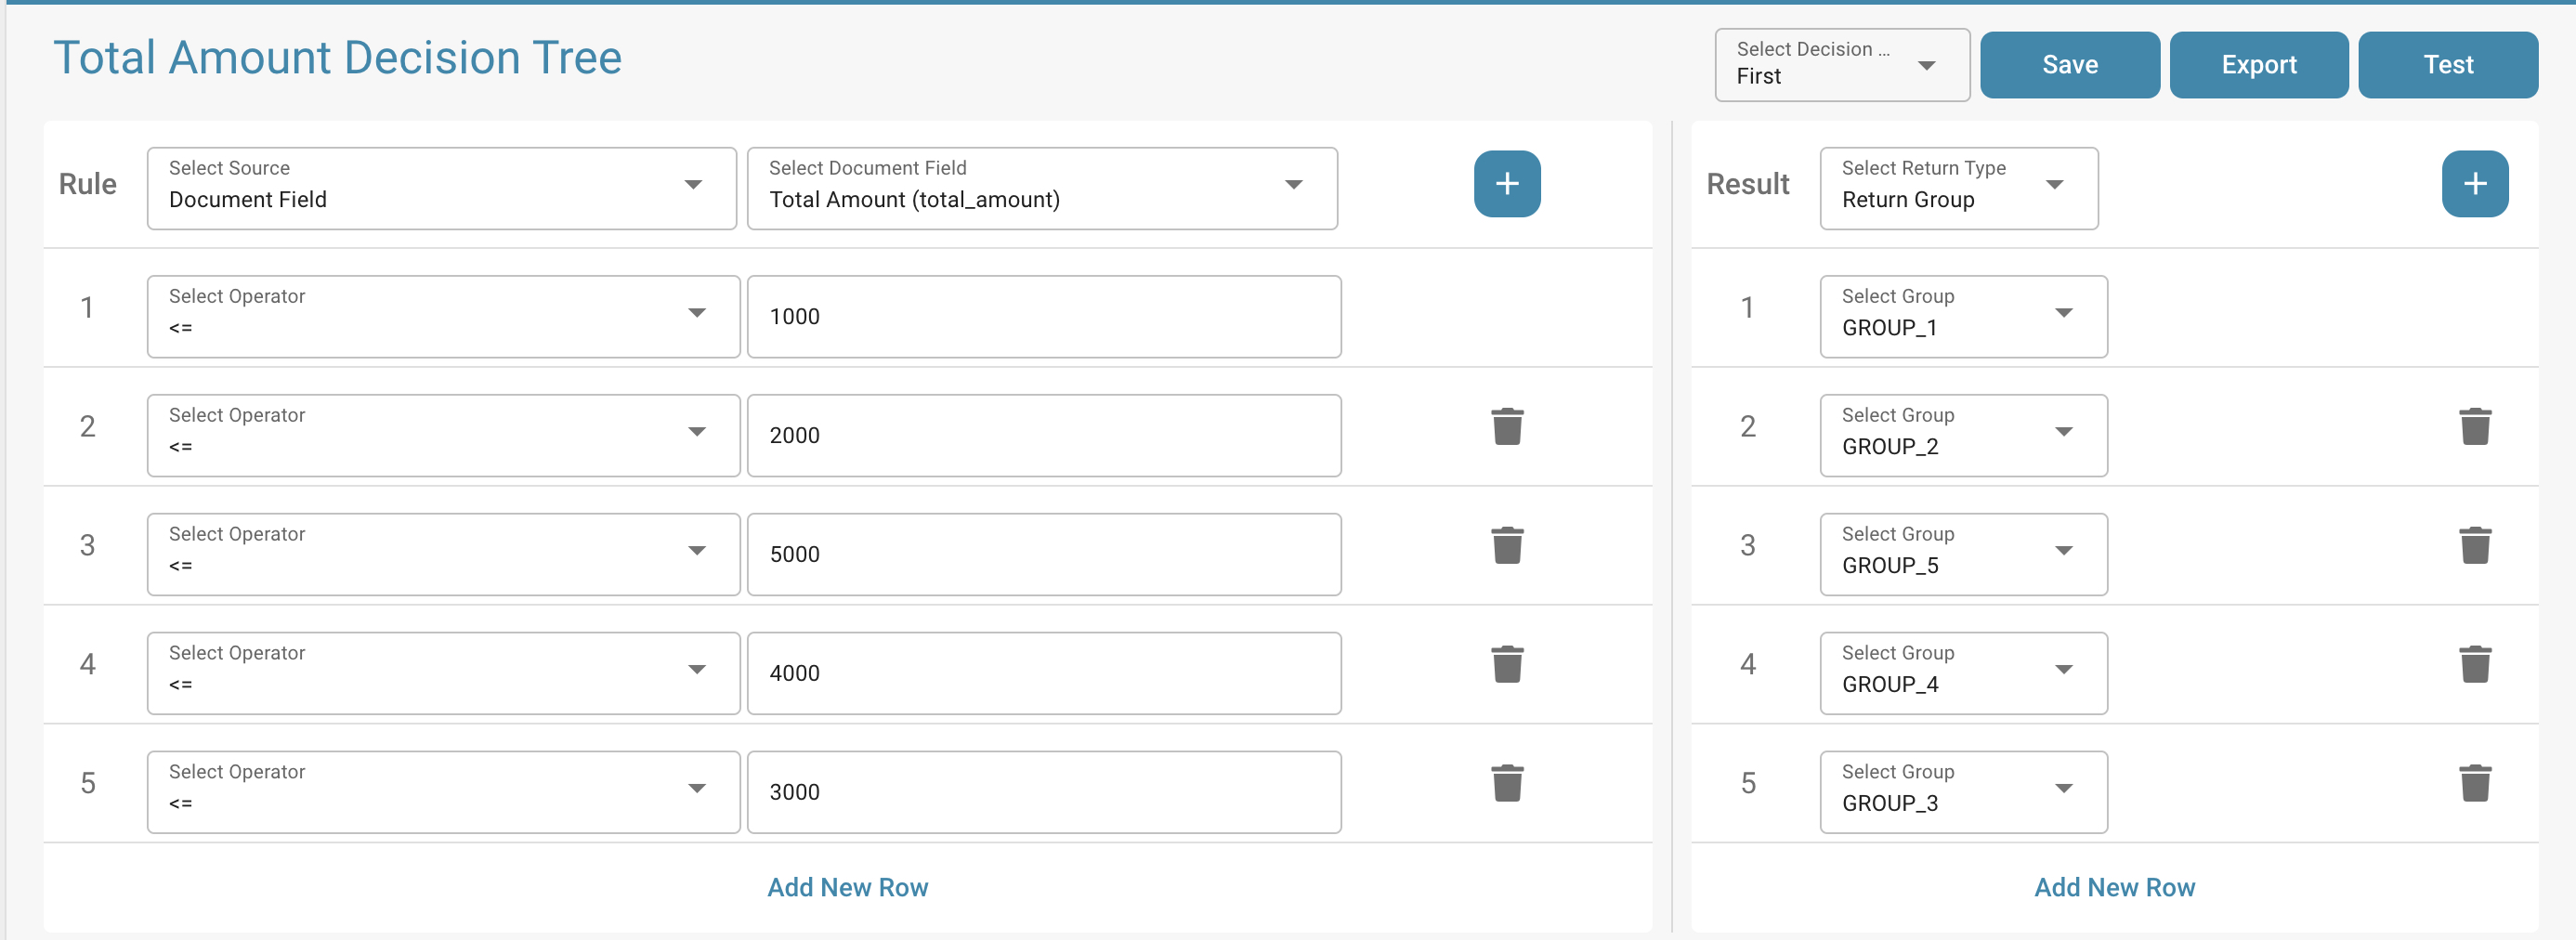 Total Amount Decision Tree
Select Decision ...
First
Save
Export
Test
Rule
Select Source
Document Field
Select Document Field
Total Amount (total_amount)
+
Result
Select Return Type
Return Group
+
1
Select Operator
<=
1000
1
Select Group
GROUP_1
2
Select Operator
<=
2000
2
Select Group
GROUP_2
3
Select Operator
<=
5000
3
Select Group
GROUP_5
4
Select Operator
<=
4000
4
Select Group
GROUP_4
5
Select Operator
<=
3000
5
Select Group
GROUP_3
Add New Row
Add New Row